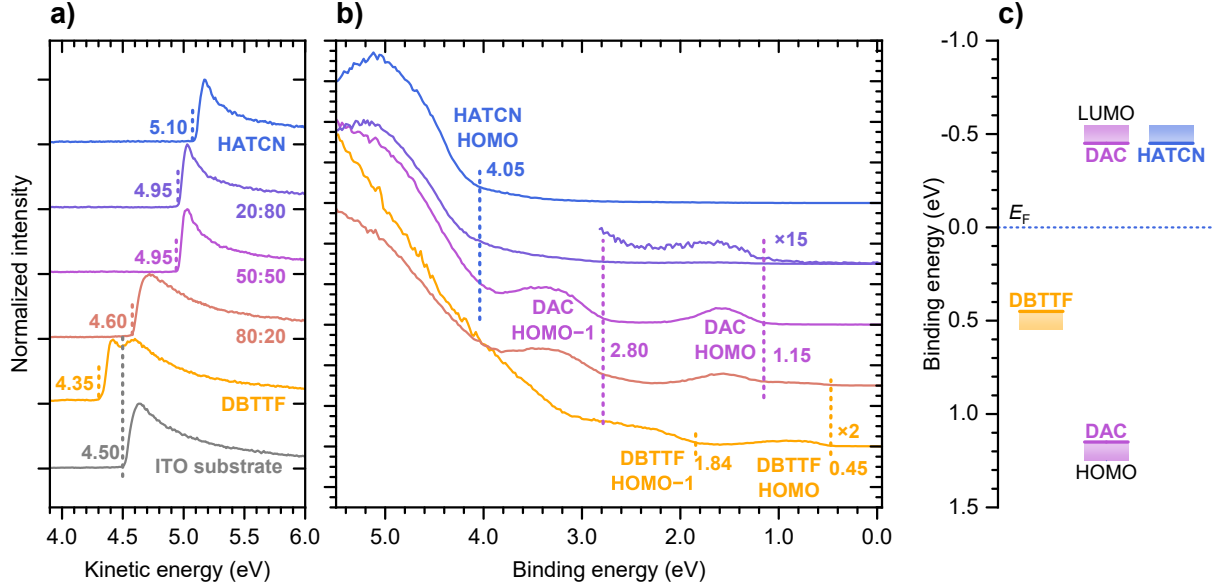 a)
5.10
HATCN
4.95
20:80
4.95
50:50
4.60
80:20
4.35
DBTTF
4.50
ITO substrate
Normalized intensity
4.0 4.5 5.0 5.5 6.0
Kinetic energy (eV)
b)
HATCN
HOMO
4.05
×15
DAC
HOMO−1
2.80
DAC
HOMO
1.15
×2
DBTTF
HOMO−1
1.84
DBTTF
HOMO
0.45
5.0 4.0 3.0 2.0 1.0 0.0
Binding energy (eV)
c)
-1.0
-0.5
0.0
0.5
1.0
1.5
Binding energy (eV)
LUMO
DAC
HATCN
EF
DBTTF
DAC
HOMO